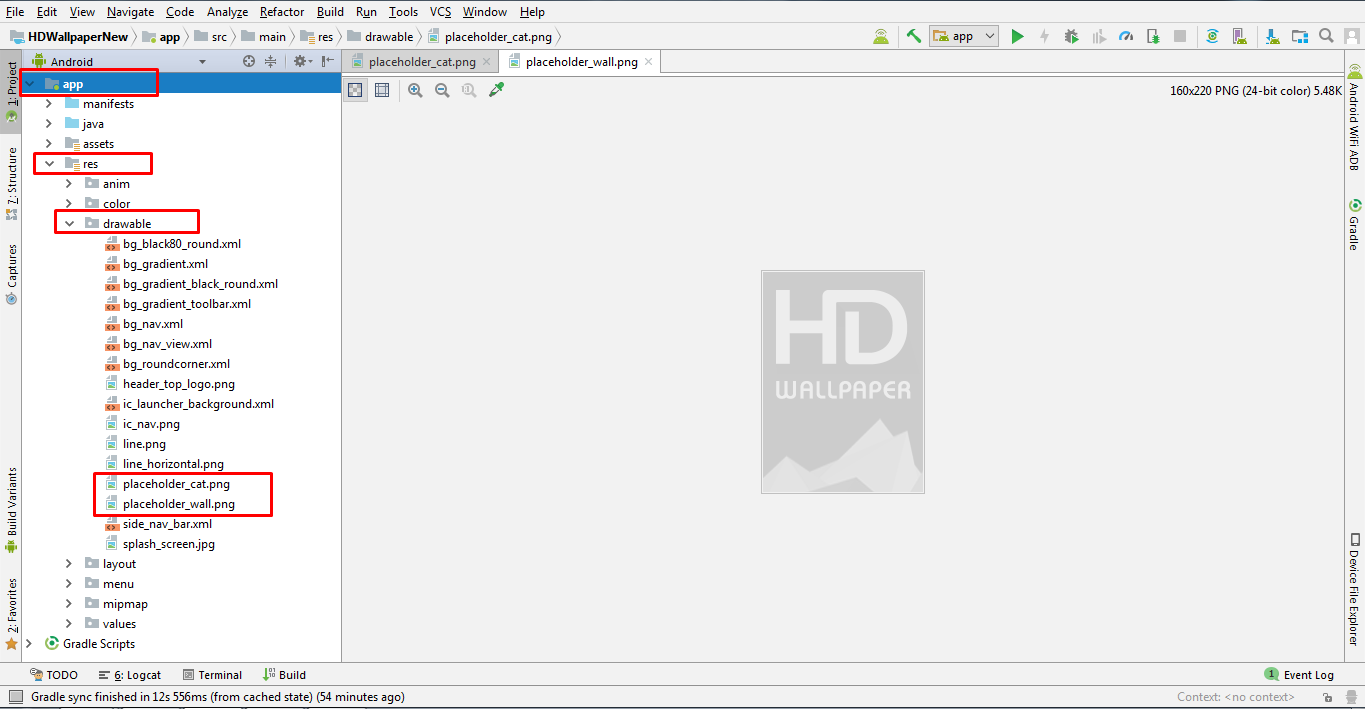 File Edit View Navigate Code Analyze Refactor Build Run Tools VCS Window Help
HDWallpaperNew app src main res drawable placeholder_cat.png app
1: Project
Android
placeholder_cat.png placeholder_wall.png
160x220 PNG (24-bit color) 5.48K
app
manifests
java
assets
res
anim
color
drawable
bg_black80_round.xml
bg_gradient.xml
bg_gradient_black_round.xml
bg_gradient_toolbar.xml
bg_nav.xml
bg_nav_view.xml
bg_roundcorner.xml
header_top_logo.png
ic_launcher_background.xml
ic_nav.png
line.png
line_horizontal.png
placeholder_cat.png
placeholder_wall.png
side_nav_bar.xml
splash_screen.jpg
layout
menu
mipmap
values
Gradle Scripts
7: Structure
Captures
Build Variants
2: Favorites
HD
WALLPAPER
Android WiFi ADB
Gradle
Device File Explorer
TODO 6: Logcat Terminal Build 1 Event Log
Gradle sync finished in 12s 556ms (from cached state) (54 minutes ago) Context: <no context>